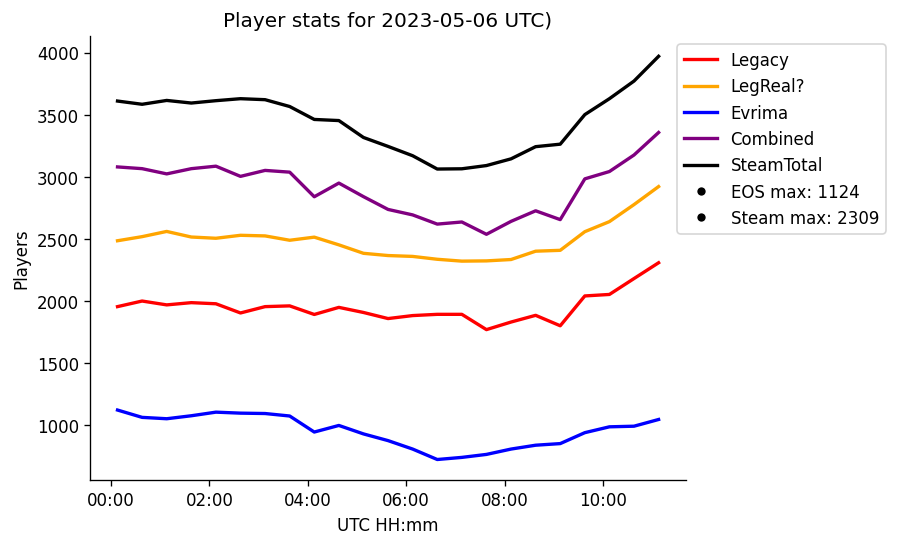 Player stats for 2023-05-06 UTC)
4000
3500
3000
2500
2000
1500
1000
Players
00:00 02:00 04:00 06:00 08:00 10:00
UTC HH:mm
Legacy
LegReal?
Evrima
Combined
SteamTotal
EOS max: 1124
Steam max: 2309